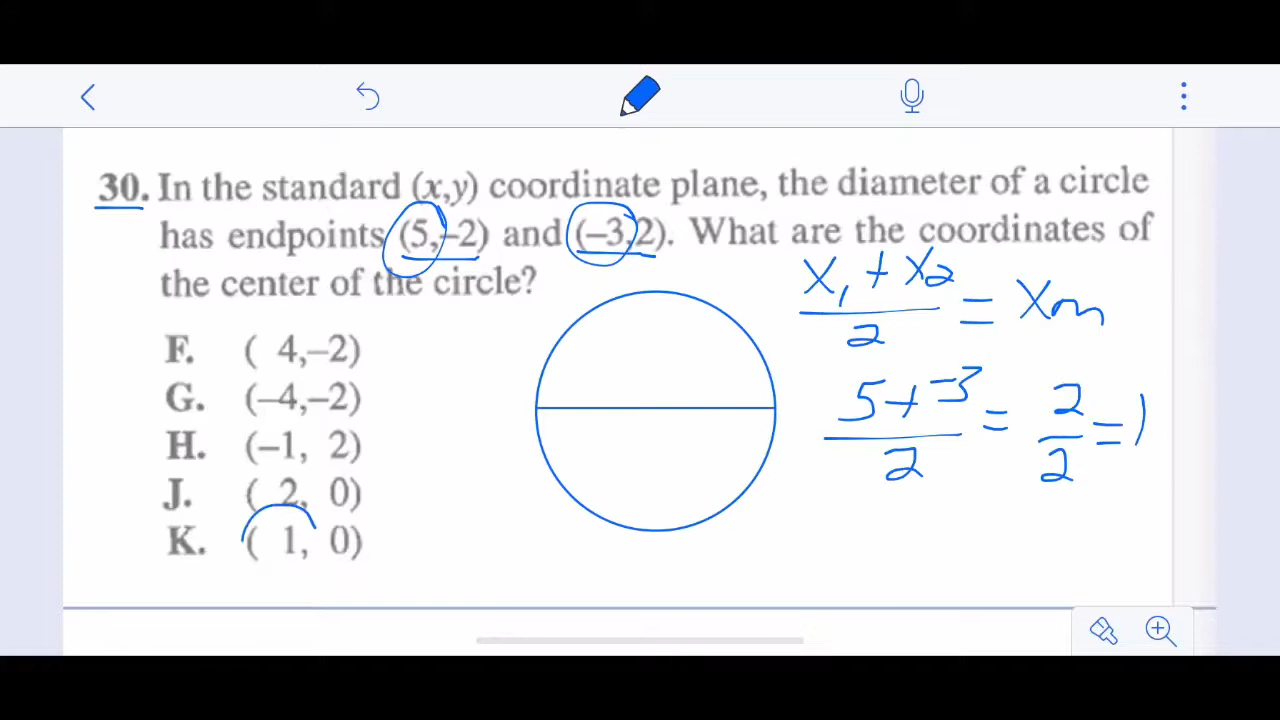 30. In the standard (x,y) coordinate plane, the diameter of a circle
has endpoints (5,–2) and (–3,2). What are the coordinates of
the center of the circle?
F. ( 4,–2)
G. (–4,–2)
H. (–1, 2)
J. ( 2, 0)
K. ( 1, 0)
x₁ + x₂
2
= xm
5 + -3
2
= 2
2
= 1